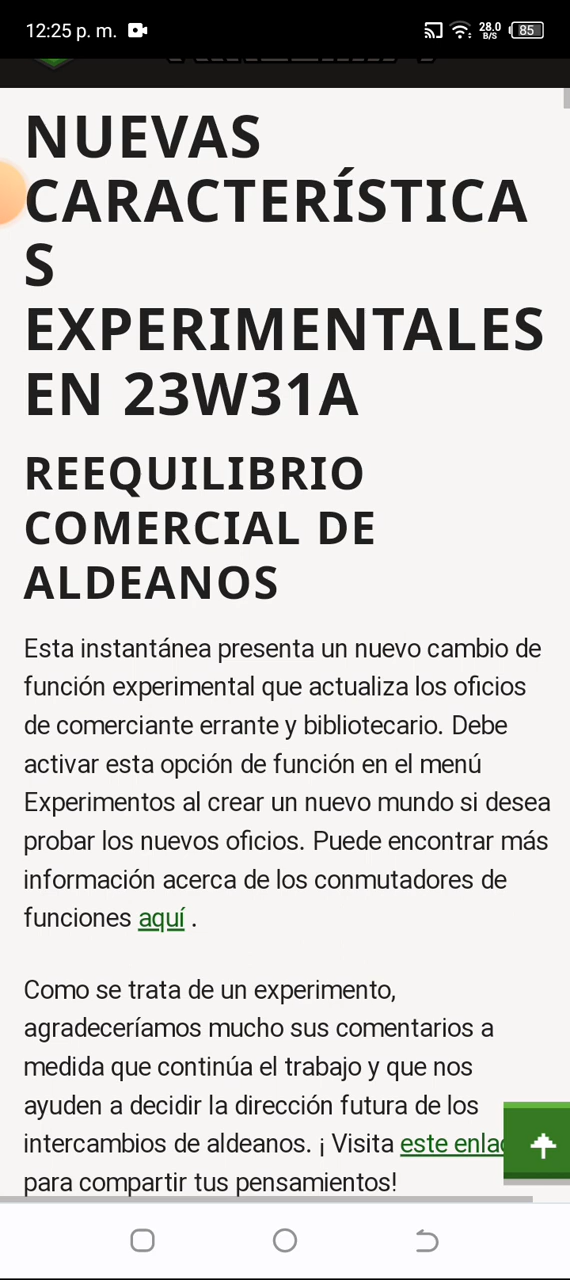 12:25 p. m.
28.0
B/S
85
NUEVAS
CARACTERÍSTICA
S
EXPERIMENTALES
EN 23W31A
REEQUILIBRIO
COMERCIAL DE
ALDEANOS
Esta instantánea presenta un nuevo cambio de
función experimental que actualiza los oficios
de comerciante errante y bibliotecario. Debe
activar esta opción de función en el menú
Experimentos al crear un nuevo mundo si desea
probar los nuevos oficios. Puede encontrar más
información acerca de los conmutadores de
funciones aquí .
Como se trata de un experimento,
agradeceríamos mucho sus comentarios a
medida que continúa el trabajo y que nos
ayuden a decidir la dirección futura de los
intercambios de aldeanos. ¡ Visita este
para compartir tus pensamientos!